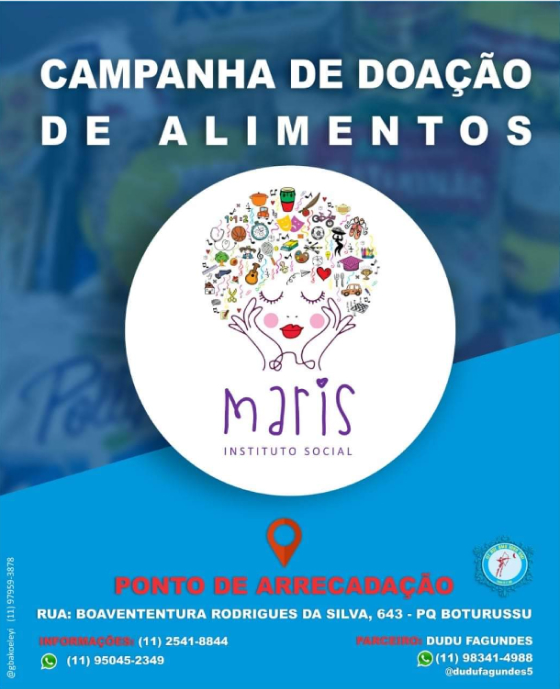 CAMPANHA DE DOAÇÃO
DE ALIMENTOS
maris
INSTITUTO SOCIAL
PONTO DE ARRECADAÇÃO
RUA: BOAVENTENTURA RODRIGUES DA SILVA, 643 - PQ BOTURUSSU
INFORMAÇÕES: (11) 2541-8844
(11) 95045-2349
PARCEIRO: DUDU FAGUNDES
(11) 98341-4988
@dudufagundes5
@gbakoeleyi (11) 97959-3878